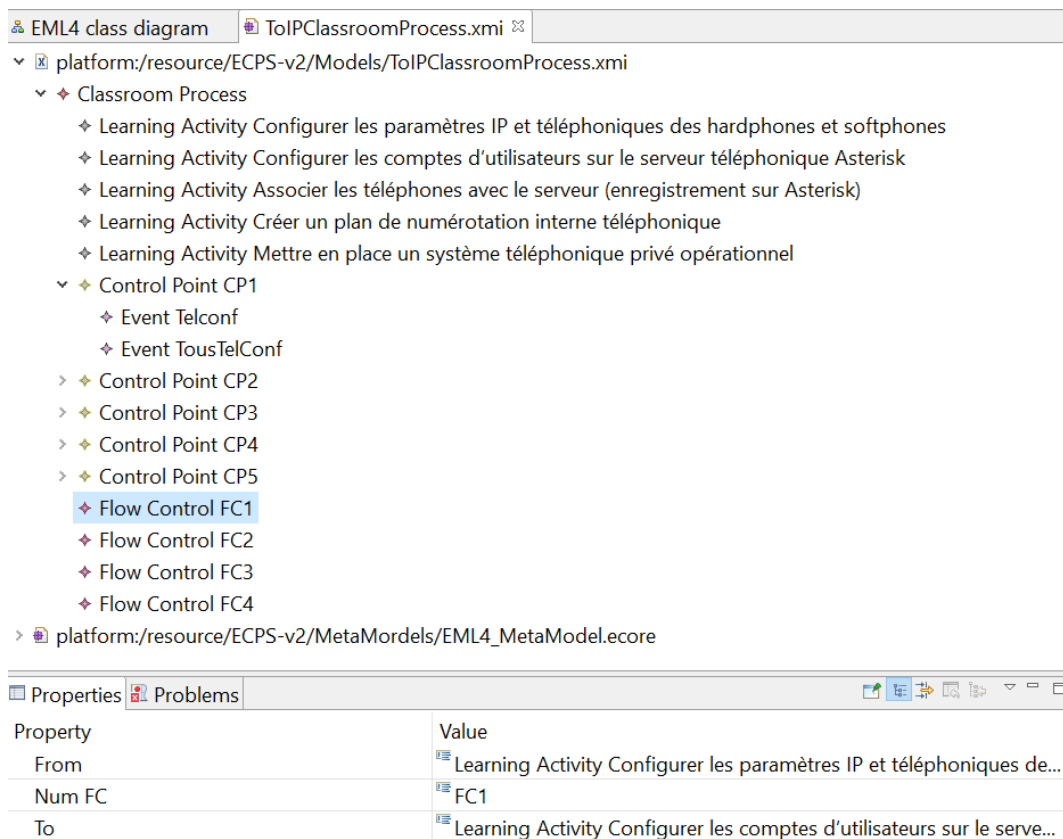 EML4 class diagram
ToIPClassroomProcess.xmi
platform:/resource/ECPS-v2/Models/ToIPClassroomProcess.xmi
Classroom Process
Learning Activity Configurer les paramètres IP et téléphoniques des hardphones et softphones
Learning Activity Configurer les comptes d'utilisateurs sur le serveur téléphonique Asterisk
Learning Activity Associer les téléphones avec le serveur (enregistrement sur Asterisk)
Learning Activity Créer un plan de numérotation interne téléphonique
Learning Activity Mettre en place un système téléphonique privé opérationnel
Control Point CP1
Event Telconf
Event TousTelConf
Control Point CP2
Control Point CP3
Control Point CP4
Control Point CP5
Flow Control FC1
Flow Control FC2
Flow Control FC3
Flow Control FC4
platform:/resource/ECPS-v2/MetaMordels/EML4_MetaModel.ecore
Properties Problems
Property Value
From Learning Activity Configurer les paramètres IP et téléphoniques de...
Num FC FC1
To Learning Activity Configurer les comptes d'utilisateurs sur le serve...